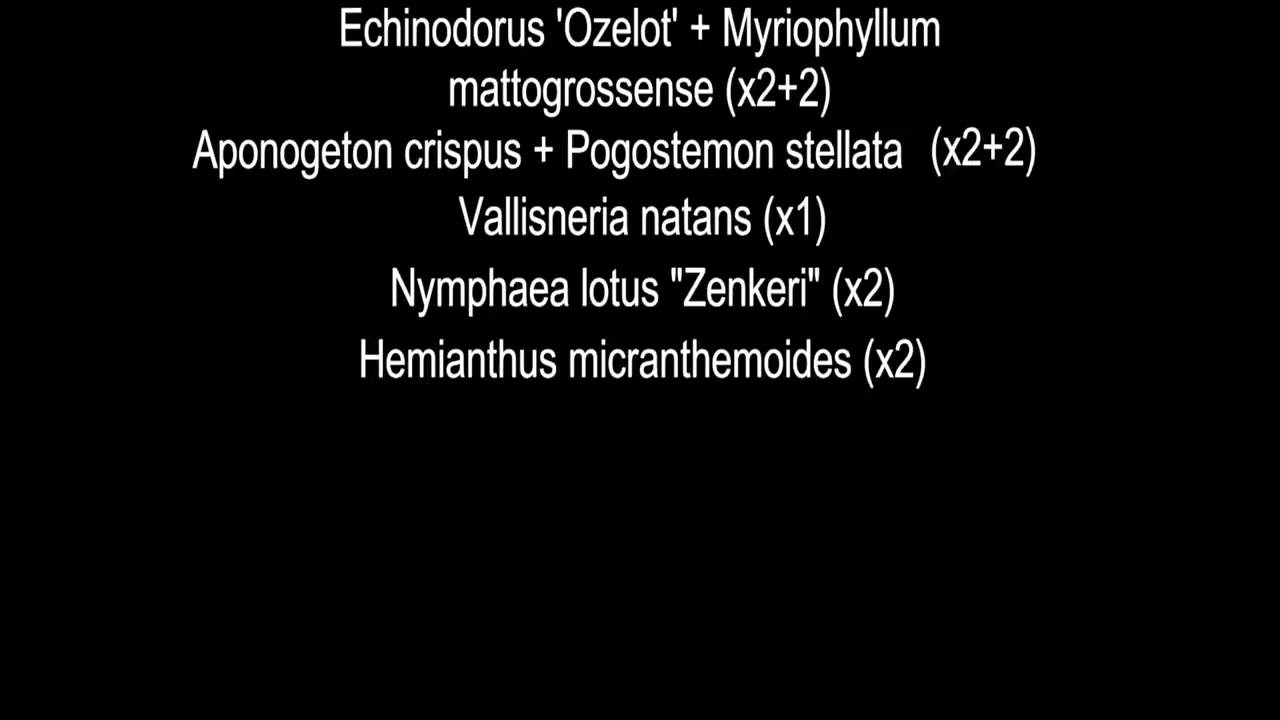 Echinodorus 'Ozelot' + Myriophyllum
mattogrossense (x2+2)
Aponogeton crispus + Pogostemon stellata (x2+2)
Vallisneria natans (x1)
Nymphaea lotus "Zenkeri" (x2)
Hemianthus micranthemoides (x2)